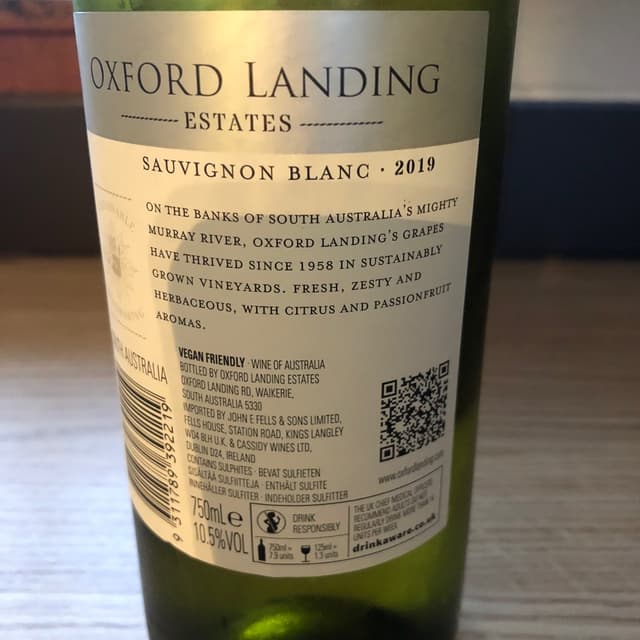 OXFORD LANDING
ESTATES
SAUVIGNON BLANC · 2019
ON THE BANKS OF SOUTH AUSTRALIA'S MIGHTY
MURRAY RIVER, OXFORD LANDING'S GRAPES
HAVE THRIVED SINCE 1958 IN SUSTAINABLY
GROWN VINEYARDS. FRESH, ZESTY AND
HERBACEOUS, WITH CITRUS AND PASSIONFRUIT
AROMAS.
AUSTRALIA
VEGAN FRIENDLY · WINE OF AUSTRALIA
BOTTLED BY OXFORD LANDING ESTATES
OXFORD LANDING RD, WAIKERIE,
SOUTH AUSTRALIA 5330
IMPORTED BY JOHN E FELLS & SONS LIMITED,
FELLS HOUSE, STATION ROAD, KINGS LANGLEY
WD4 8LH U.K. & CASSIDY WINES LTD,
DUBLIN D24, IRELAND
CONTAINS SULPHITES · BEVAT SULFIETEN
SISÄLTÄÄ SULFIITTEJA · ENTHÄLT SULFITE
INNEHÅLLER SULFITER · INDEHOLDER SULFITTER
www.oxfordlanding.com
9 311789 392219
750mLe
10.5%VOL
DRINK
RESPONSIBLY
750ml =
7.9 units
125ml =
1.3 units
THE UK CHIEF MEDICAL OFFICERS
RECOMMEND ADULTS DO NOT
REGULARLY DRINK MORE THAN 14
UNITS PER WEEK.
drinkaware.co.uk